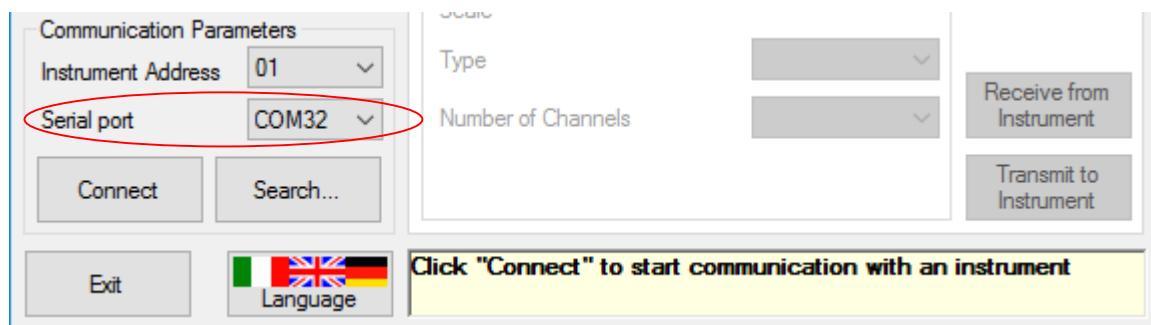 Communication Parameters
Instrument Address 01
Serial port COM32
Connect Search...
Exit Language
Scale
Type
Number of Channels
Receive from
Instrument
Transmit to
Instrument
Click "Connect" to start communication with an instrument